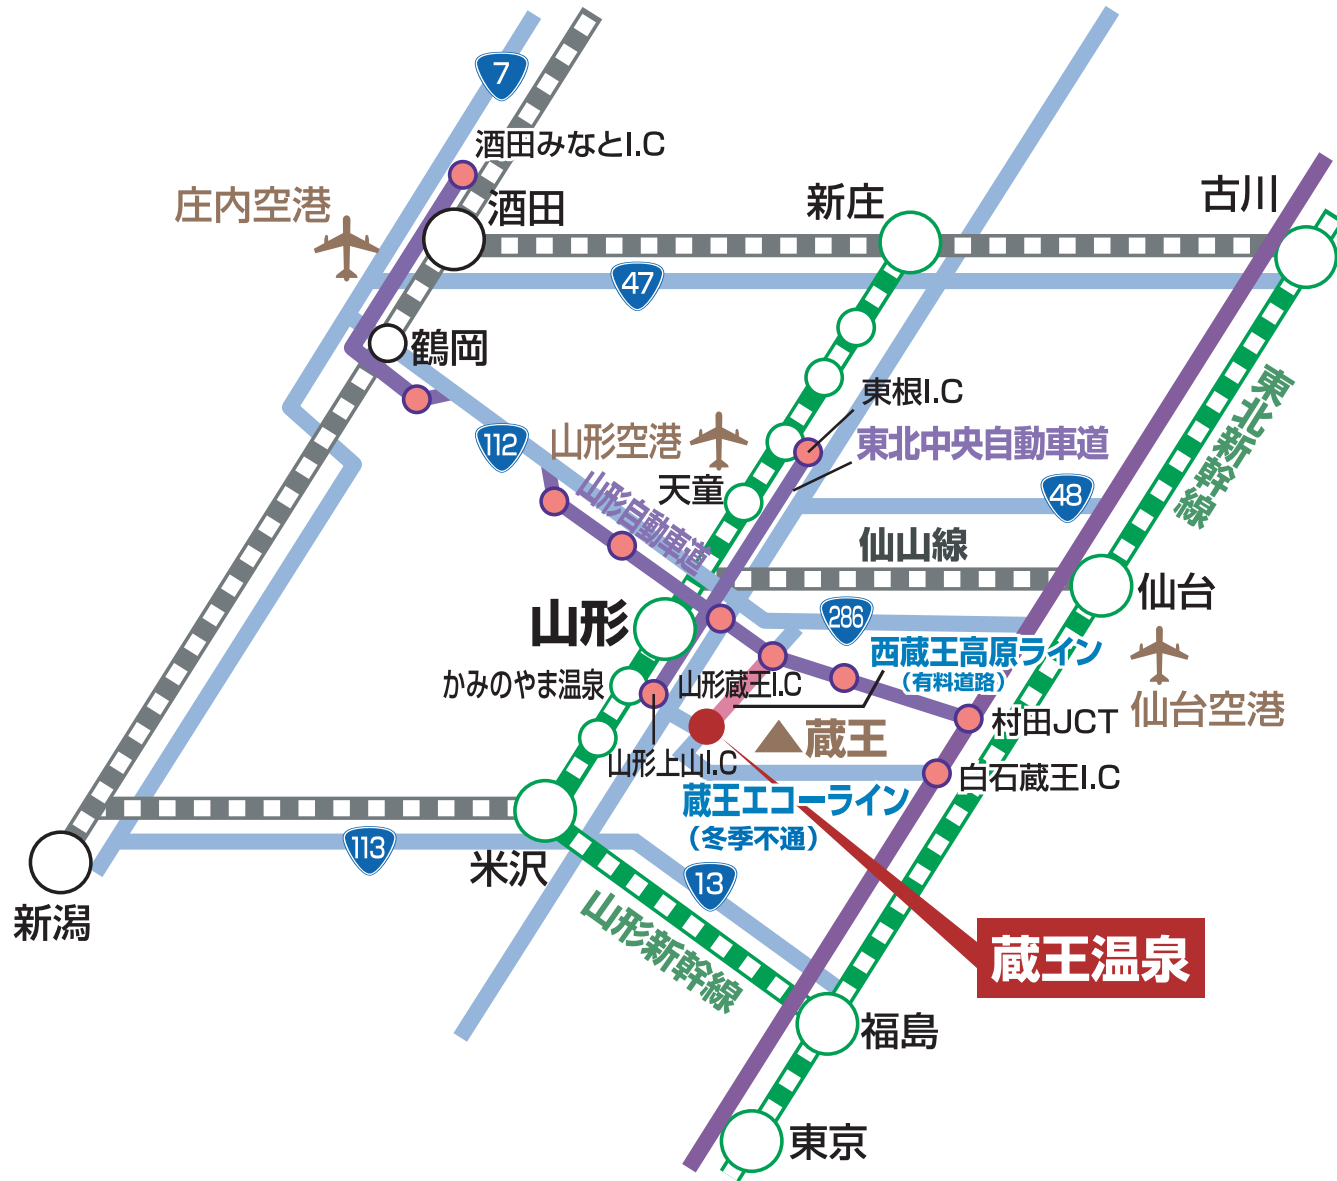 7
酒田みなとI.C
庄内空港
酒田
新庄
古川
47
鶴岡
東根I.C
東北新幹線
112
山形空港
東北中央自動車道
天童
48
山形自動車道
仙山線
仙台
山形
286
西蔵王高原ライン
(有料道路)
かみのやま温泉
山形蔵王I.C
仙台空港
村田JCT
蔵王
山形上山I.C
白石蔵王I.C
蔵王エコーライン
(冬季不通)
113
米沢
13
新潟
山形新幹線
蔵王温泉
福島
東京